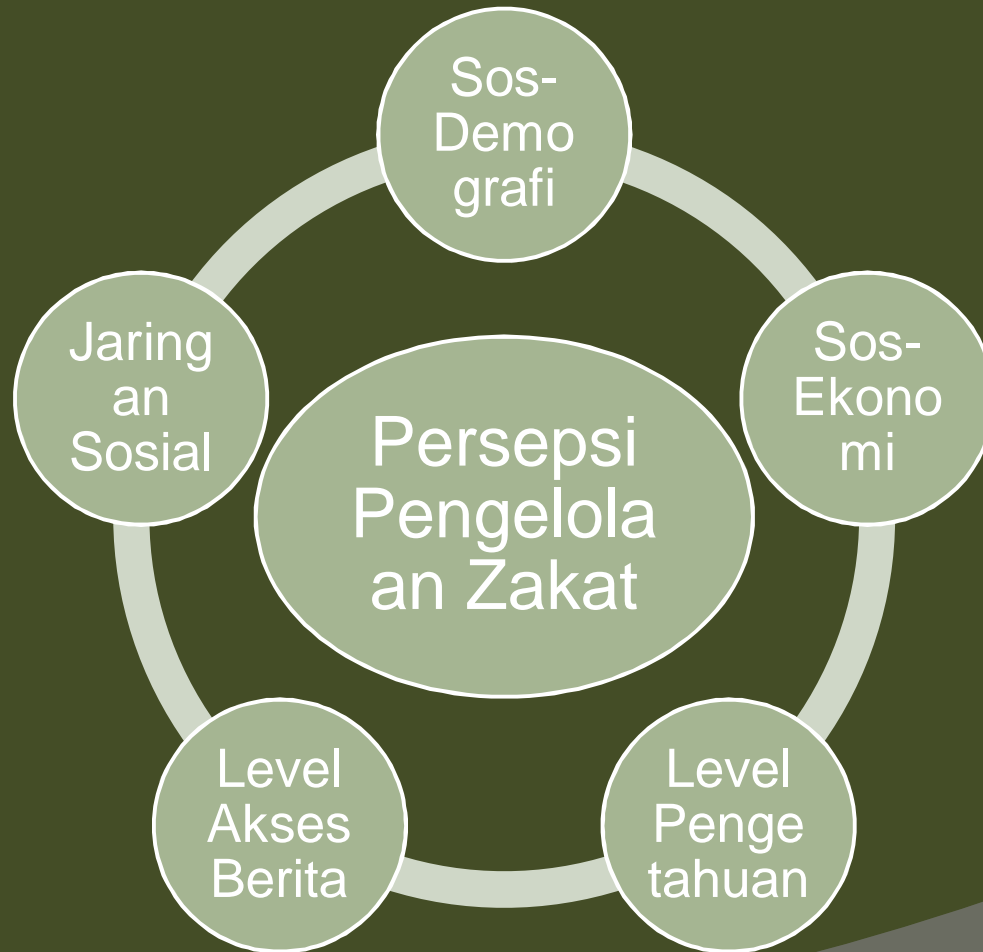 Sos-
Demo
grafi
Jaring
an
Sosial
Sos-
Ekono
mi
Persepsi
Pengelola
an Zakat
Level
Akses
Berita
Level
Penge
tahuan